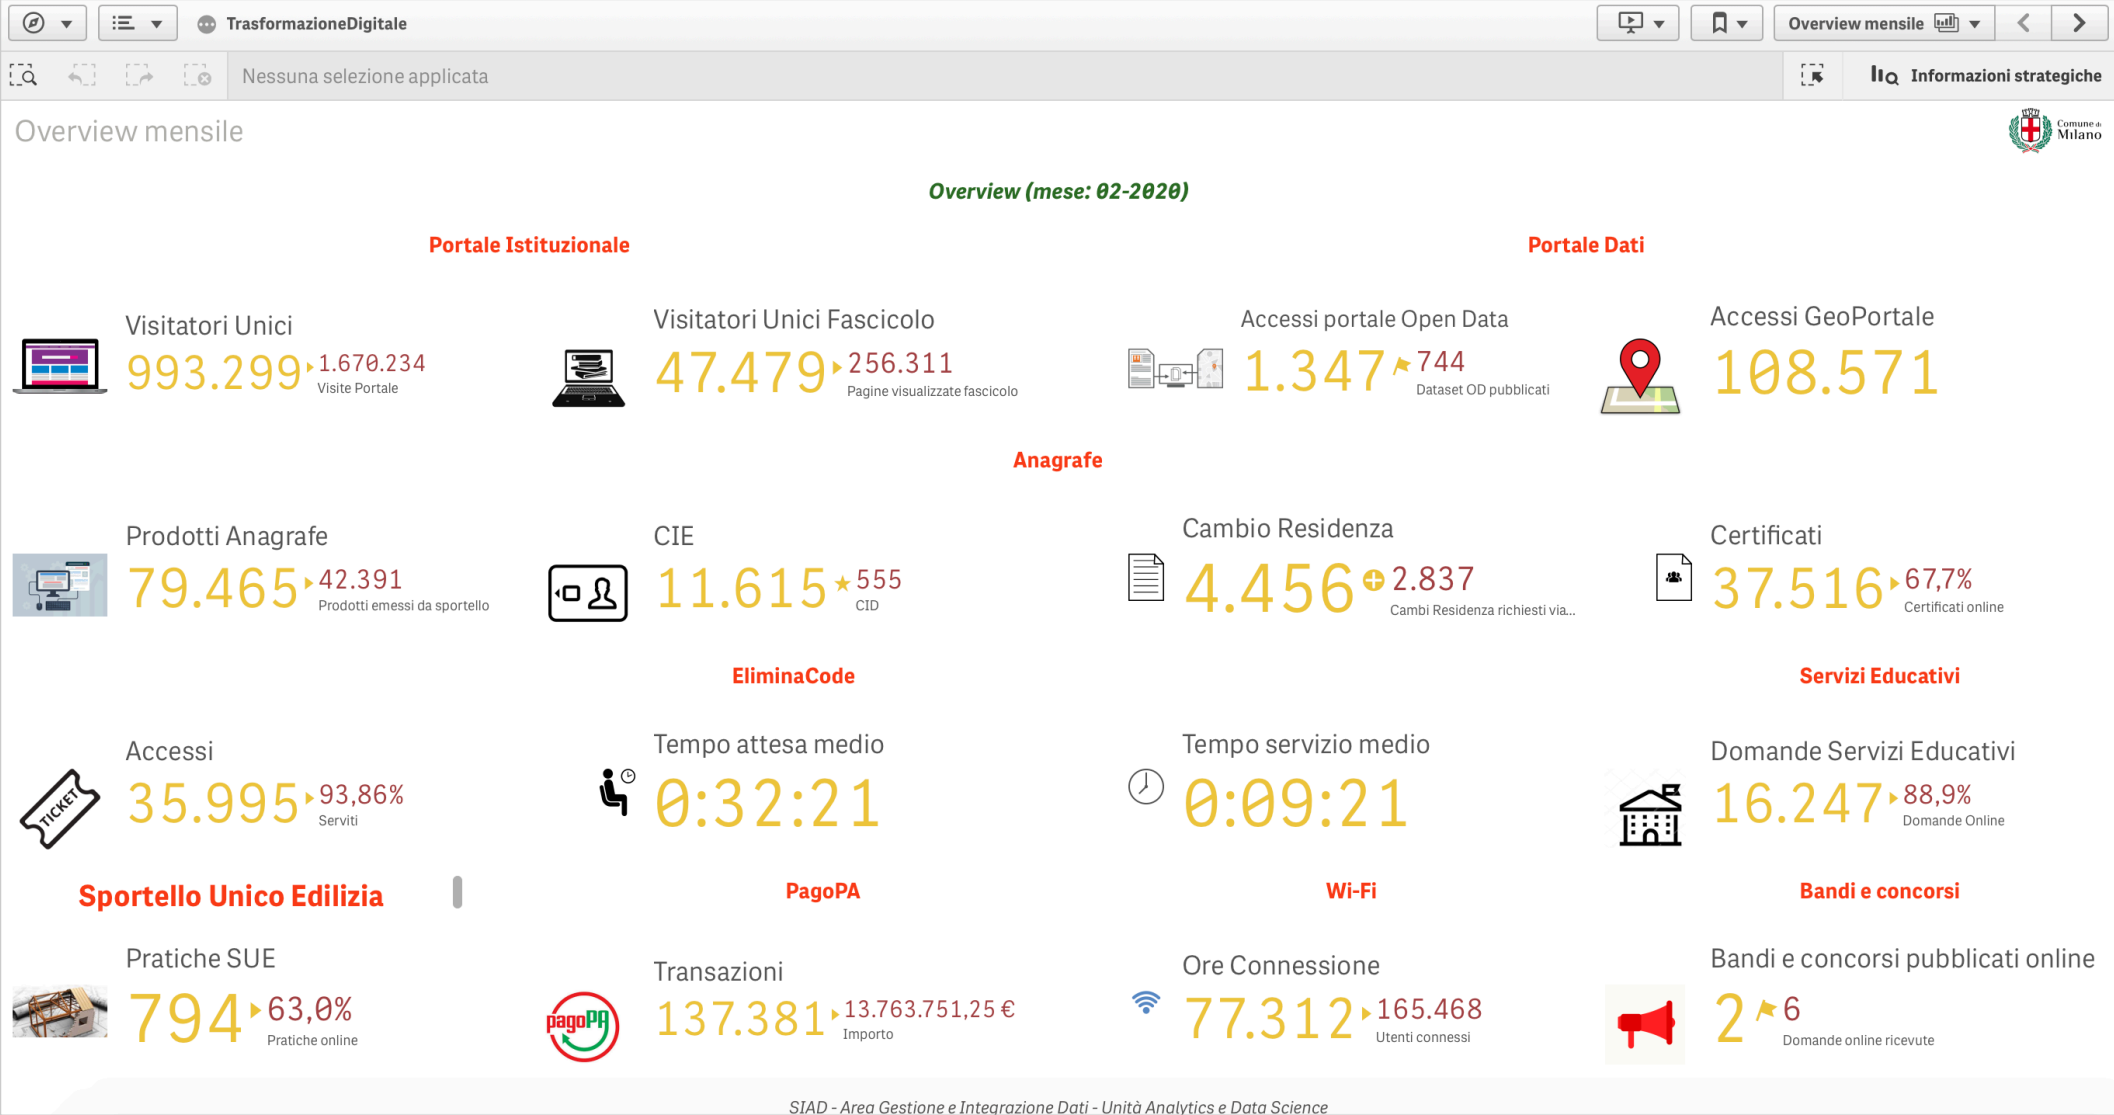 TrasformazioneDigitale
Overview mensile
Nessuna selezione applicata
Informazioni strategiche
Overview mensile
Comune di
Milano
Overview (mese: 02-2020)
Portale Istituzionale
Portale Dati
Visitatori Unici
993.299
1.670.234
Visite Portale
Visitatori Unici Fascicolo
47.479
256.311
Pagine visualizzate fascicolo
Accessi portale Open Data
1.347
744
Dataset OD pubblicati
Accessi GeoPortale
108.571
Anagrafe
Prodotti Anagrafe
79.465
42.391
Prodotti emessi da sportello
CIE
11.615
555
CID
Cambio Residenza
4.456
2.837
Cambi Residenza richiesti via...
Certificati
37.516
67,7%
Certificati online
EliminaCode
Servizi Educativi
TICKET
Accessi
35.995
93,86%
Serviti
Tempo attesa medio
0:32:21
Tempo servizio medio
0:09:21
Domande Servizi Educativi
16.247
88,9%
Domande Online
Sportello Unico Edilizia
PagoPA
Wi-Fi
Bandi e concorsi
Pratiche SUE
794
63,0%
Pratiche online
pagoPA
Transazioni
137.381
13.763.751,25 €
Importo
Ore Connessione
77.312
165.468
Utenti connessi
Bandi e concorsi pubblicati online
2
6
Domande online ricevute
SIAD - Area Gestione e Integrazione Dati - Unità Analytics e Data Science